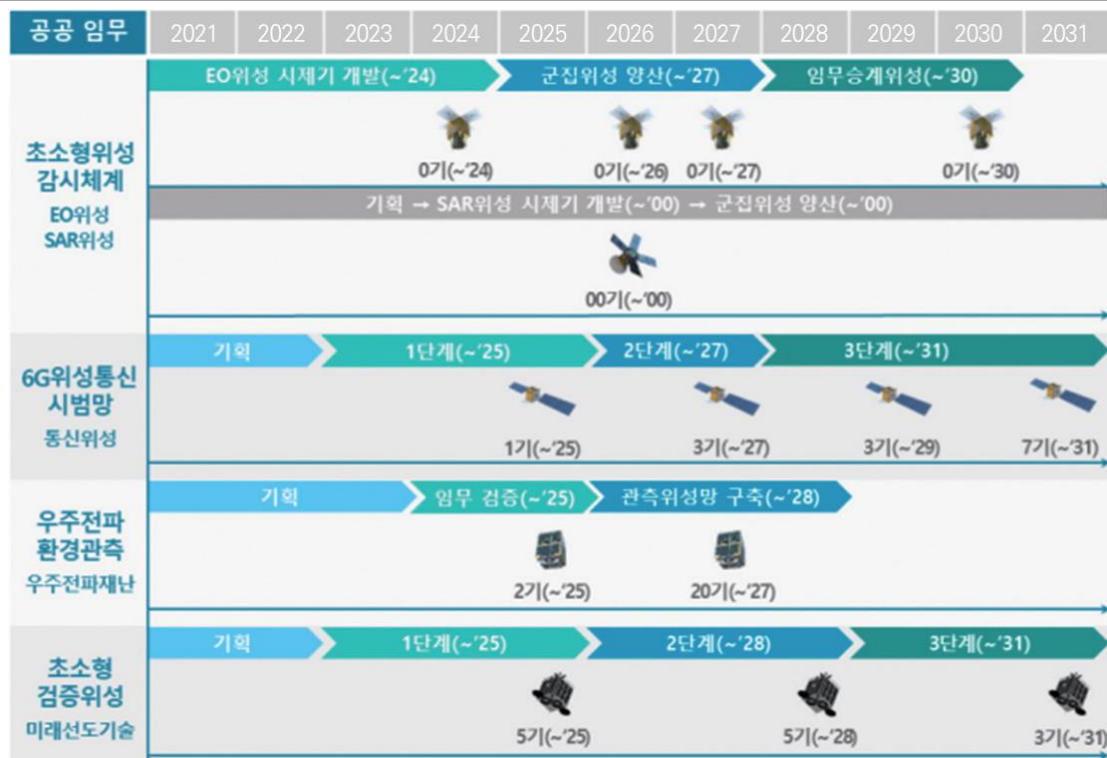 공공 임무 2021 2022 2023 2024 2025 2026 2027 2028 2029 2030 2031
EO위성 시제기 개발(~'24) 군집위성 양산(~'27) 임무승계위성(~'30)
초소형위성
감시체계
EO위성
SAR위성
0기(~'24) 0기(~'26) 0기(~'27) 0기(~'30)
기획 → SAR위성 시제기 개발(~'00) → 군집위성 양산(~'00)
00기(~'00)
기획 1단계(~'25) 2단계(~'27) 3단계(~'31)
6G위성통신
시범망
통신위성
1기(~'25) 3기(~'27) 3기(~'29) 7기(~'31)
기획 임무 검증(~'25) 관측위성망 구축(~'28)
우주전파
환경관측
우주전파재난
2기(~'25) 20기(~'27)
기획 1단계(~'25) 2단계(~'28) 3단계(~'31)
초소형
검증위성
미래선도기술
5기(~'25) 5기(~'28) 3기(~'31)